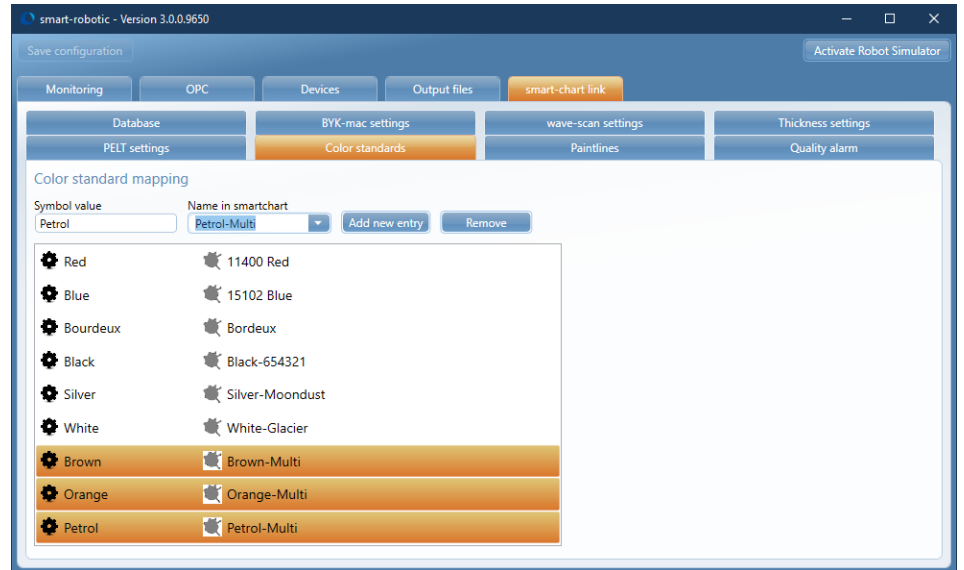 smart-robotic - Version 3.0.0.9650
Save configuration Activate Robot Simulator
Monitoring OPC Devices Output files smart-chart link
Database BYK-mac settings wave-scan settings Thickness settings
PELT settings Color standards Paintlines Quality alarm
Color standard mapping
Symbol value Name in smartchart
Petrol Petrol-Multi Add new entry Remove
Red 11400 Red
Blue 15102 Blue
Bourdeux Bordeux
Black Black-654321
Silver Silver-Moondust
White White-Glacier
Brown Brown-Multi
Orange Orange-Multi
Petrol Petrol-Multi